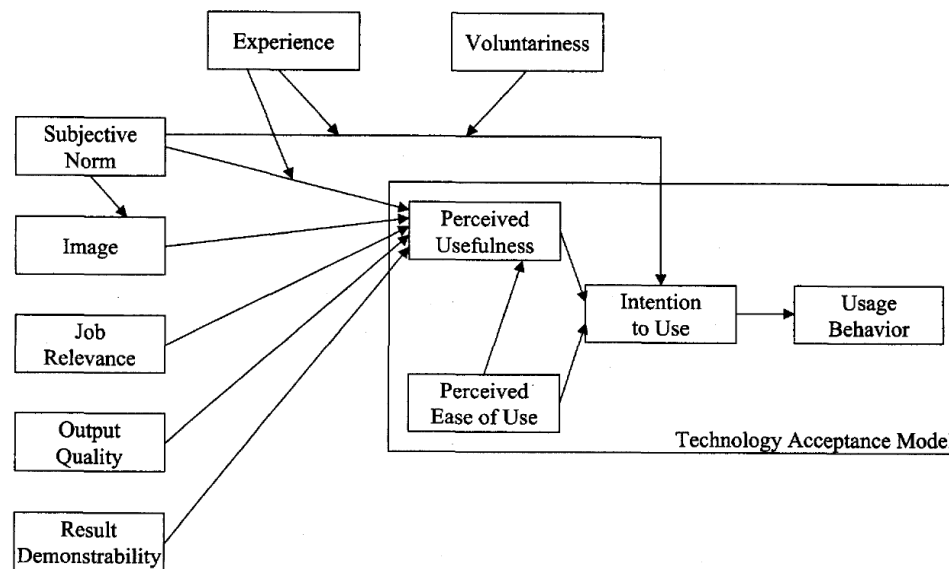 Experience
Voluntariness
Subjective
Norm
Image
Job
Relevance
Output
Quality
Result
Demonstrability
Perceived
Usefulness
Perceived
Ease of Use
Intention
to Use
Usage
Behavior
Technology Acceptance Mode